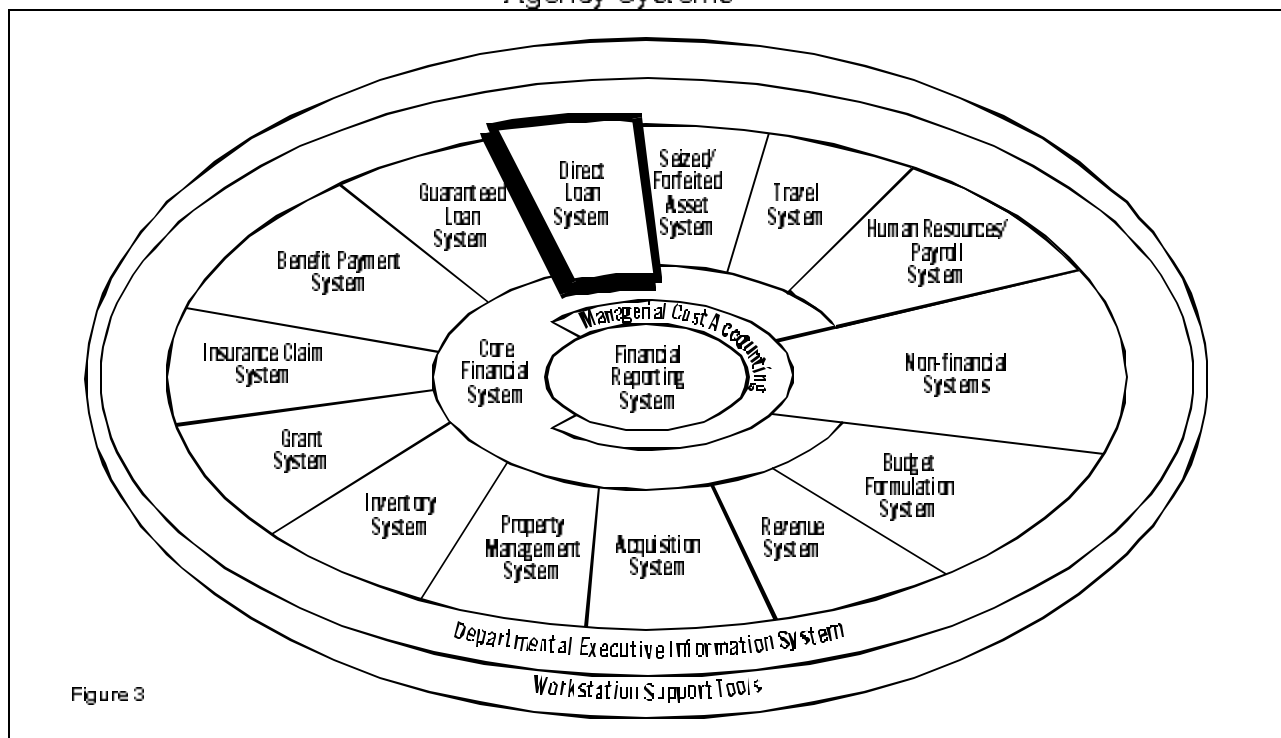 Agency Systems
Direct
Loan
System
Seized/
Forfeited
Asset
System
Travel
System
Human Resources/
Payroll
System
Non-financial
Systems
Budget
Formulation
System
Revenue
System
Acquisition
System
Property
Management
System
Inventory
System
Grant
System
Insurance Claim
System
Benefit Payment
System
Guaranteed
Loan
System
Core
Financial
System
Managerial Cost Accounting
Financial
Reporting
System
Departmental Executive Information System
Workstation Support Tools
Figure 3